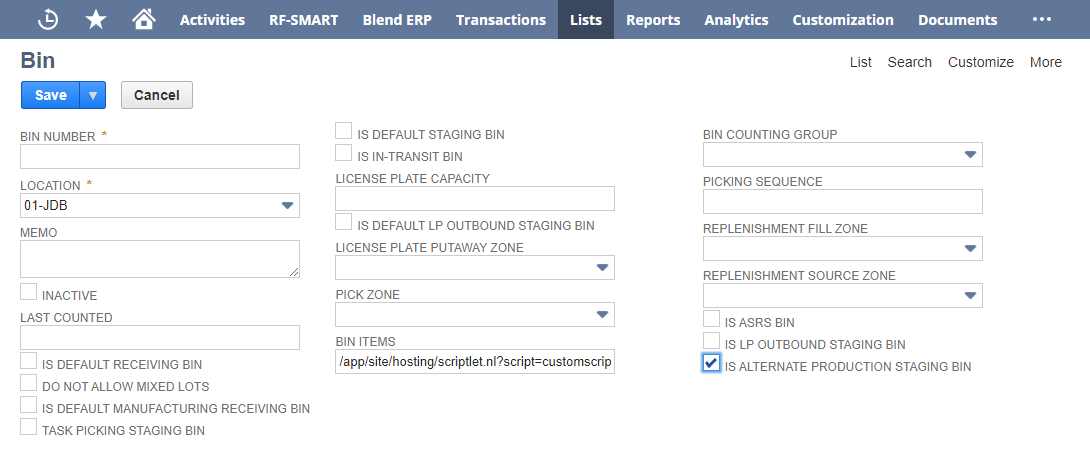 Activities RF-SMART Blend ERP Transactions Lists Reports Analytics Customization Documents ...
Bin
List Search Customize More
Save Cancel
BIN NUMBER *
LOCATION *
01-JDB
MEMO
INACTIVE
LAST COUNTED
IS DEFAULT RECEIVING BIN
DO NOT ALLOW MIXED LOTS
IS DEFAULT MANUFACTURING RECEIVING BIN
TASK PICKING STAGING BIN
IS DEFAULT STAGING BIN
IS IN-TRANSIT BIN
LICENSE PLATE CAPACITY
IS DEFAULT LP OUTBOUND STAGING BIN
LICENSE PLATE PUTAWAY ZONE
PICK ZONE
BIN ITEMS
/app/site/hosting/scriptlet.nl?script=customscrip
BIN COUNTING GROUP
PICKING SEQUENCE
REPLENISHMENT FILL ZONE
REPLENISHMENT SOURCE ZONE
IS ASRS BIN
IS LP OUTBOUND STAGING BIN
IS ALTERNATE PRODUCTION STAGING BIN